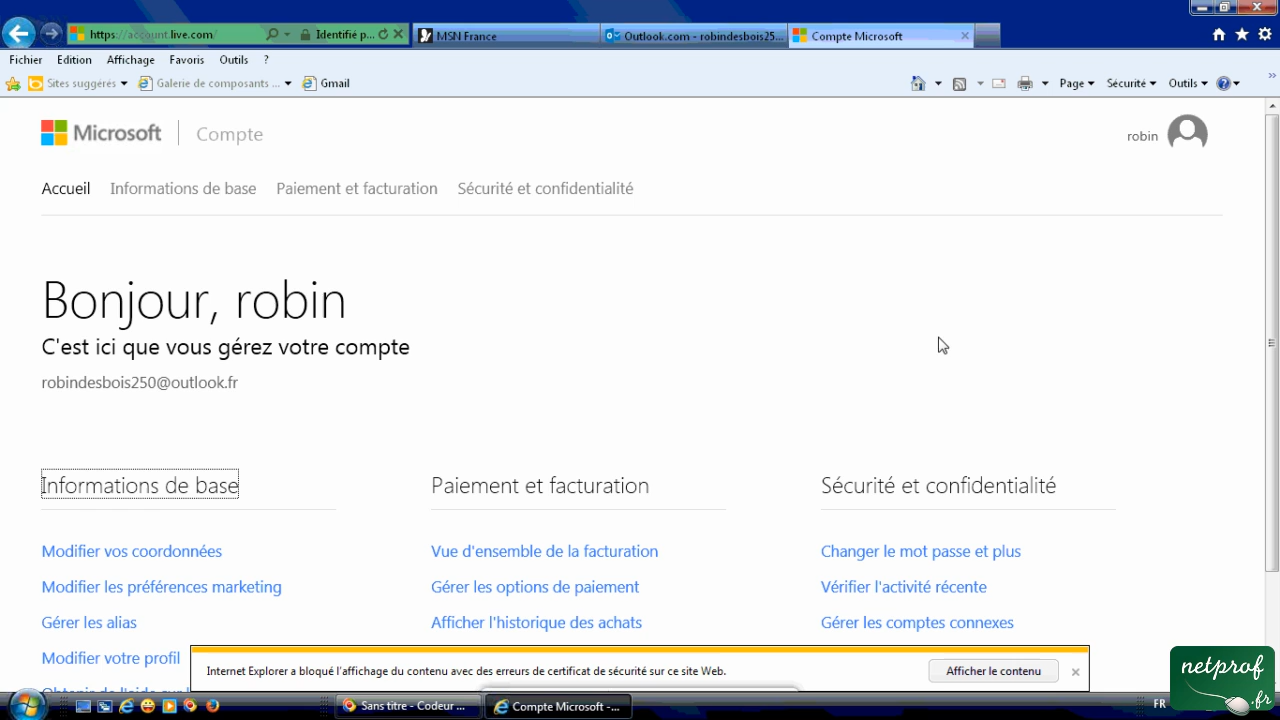 https://account.live.com/
Identifié p...
MSN France
Outlook.com - robindesbois25...
Compte Microsoft
Fichier Edition Affichage Favoris Outils ?
Sites suggérés
Galerie de composants ...
Gmail
Page
Sécurité
Outils
Microsoft
Compte
robin
Accueil
Informations de base
Paiement et facturation
Sécurité et confidentialité
Bonjour, robin
C'est ici que vous gérez votre compte
robindesbois250@outlook.fr
Informations de base
Paiement et facturation
Sécurité et confidentialité
Modifier vos coordonnées
Vue d'ensemble de la facturation
Changer le mot passe et plus
Modifier les préférences marketing
Gérer les options de paiement
Vérifier l'activité récente
Gérer les alias
Afficher l'historique des achats
Gérer les comptes connexes
Modifier votre profil
Internet Explorer a bloqué l'affichage du contenu avec des erreurs de certificat de sécurité sur ce site Web.
Afficher le contenu
netprof
.fr
Sans titre - Codeur ...
Compte Microsoft -...
FR